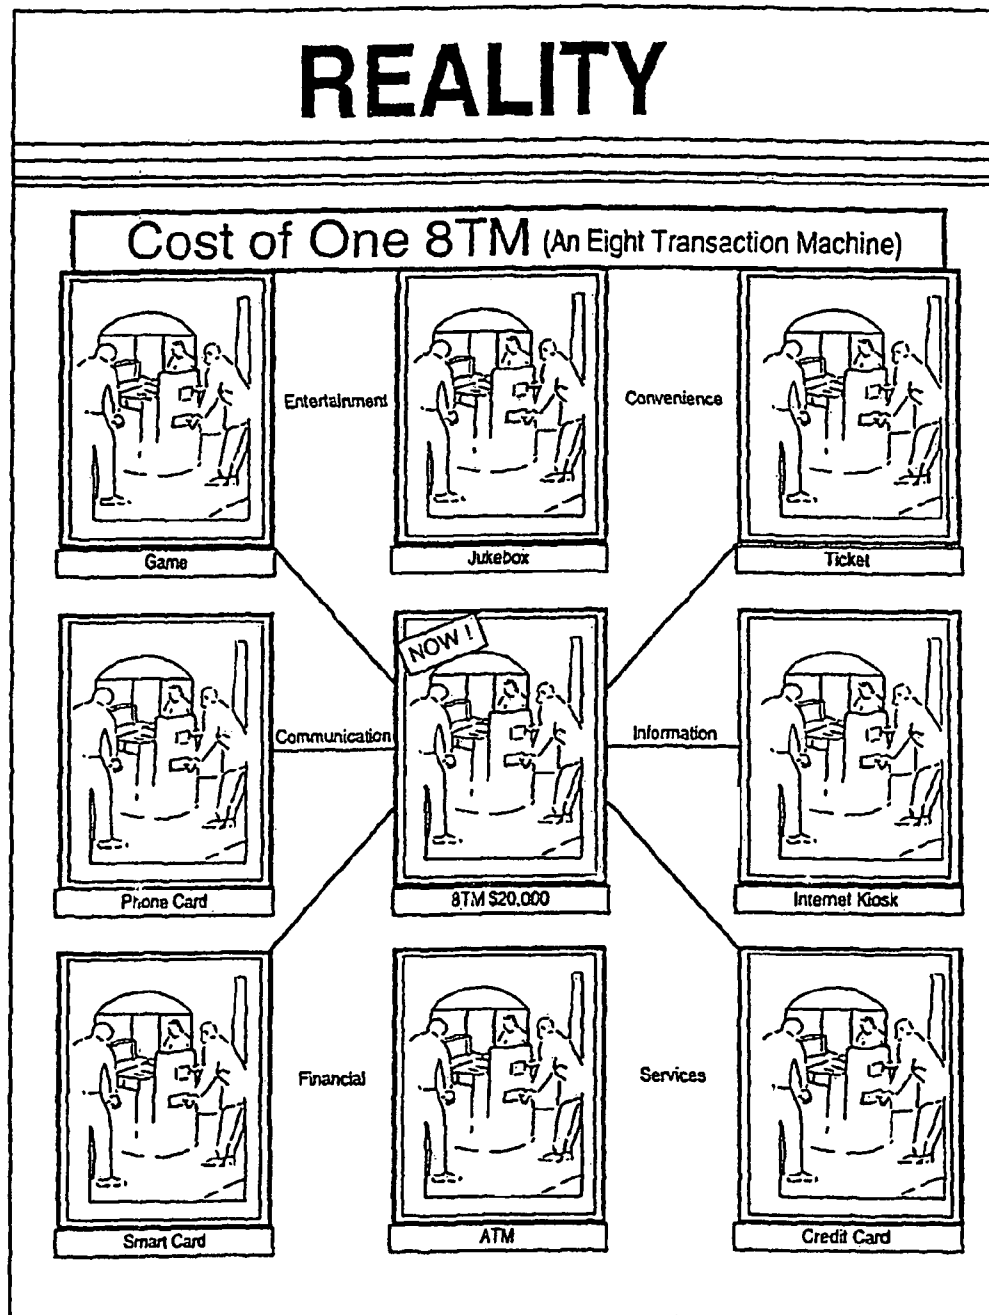 REALITY
Cost of One 8TM (An Eight Transaction Machine)
Entertainment
Convenience
Game
Jukebox
Ticket
NOW !
Communication
Information
Phone Card
8TM $20,000
Internet Kiosk
Financial
Services
Smart Card
ATM
Credit Card